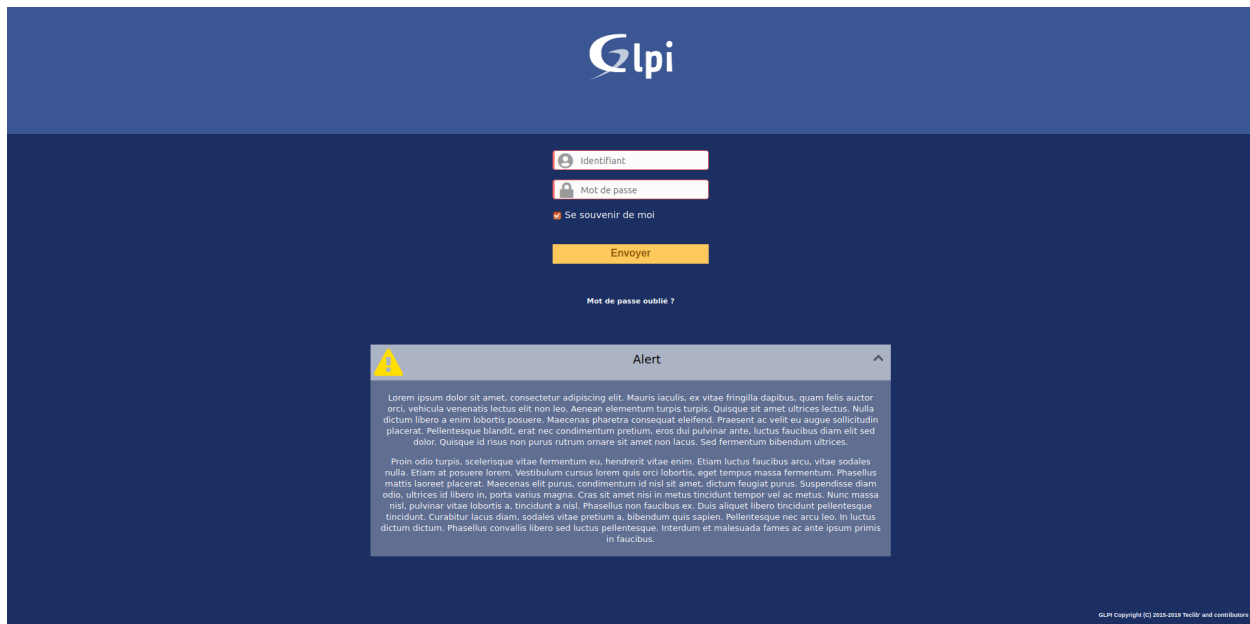 Glpi
Identifiant
Mot de passe
Se souvenir de moi
Envoyer
Mot de passe oublié ?
Alert
Lorem ipsum dolor sit amet, consectetur adipiscing elit. Mauris iaculis, ex vitae fringilla dapibus, quam felis auctor
orci, vehicula venenatis lectus elit non leo. Aenean elementum turpis turpis. Quisque sit amet ultrices lectus. Nulla
dictum libero a enim lobortis posuere. Maecenas pharetra consequat eleifend. Praesent ac velit eu augue sollicitudin
placerat. Pellentesque blandit, erat nec condimentum pretium, eros dui pulvinar ante, luctus faucibus diam elit sed
dolor. Quisque id risus non purus rutrum ornare sit amet non lacus. Sed fermentum bibendum ultrices.
Proin odio turpis, scelerisque vitae fermentum eu, hendrerit vitae enim. Etiam luctus faucibus arcu, vitae sodales
nulla. Etiam at posuere lorem. Vestibulum cursus lorem quis orci lobortis, eget tempus massa fermentum. Phasellus
mattis laoreet placerat. Maecenas elit purus, condimentum id nisl sit amet, dictum feugiat purus. Suspendisse diam
odio, ultrices id libero in, porta varius magna. Cras sit amet nisi in metus tincidunt tempor vel ac metus. Nunc massa
nisl, pulvinar vitae lobortis a, tincidunt a nisl. Phasellus non faucibus ex. Duis aliquet libero tincidunt pellentesque
tincidunt. Curabitur lacus diam, sodales vitae pretium a, bibendum quis sapien. Pellentesque nec arcu leo. In luctus
dictum dictum. Phasellus convallis libero sed luctus pellentesque. Interdum et malesuada fames ac ante ipsum primis
in faucibus.
GLPI Copyright (C) 2015-2019 Teclib' and contributors